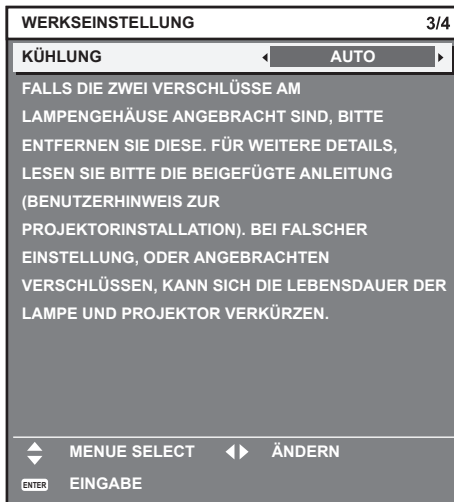 WERKSEINSTELLUNG 3/4
KÜHLUNG AUTO
FALLS DIE ZWEI VERSCHLÜSSE AM
LAMPENGEHÄUSE ANGEBRACHT SIND, BITTE
ENTFERNEN SIE DIESE. FÜR WEITERE DETAILS,
LESEN SIE BITTE DIE BEIGEFÜGTE ANLEITUNG
(BENUTZERHINWEIS ZUR
PROJEKTORINSTALLATION). BEI FALSCHER
EINSTELLUNG, ODER ANGEBRACHTEN
VERSCHLÜSSEN, KANN SICH DIE LEBENSDAUER DER
LAMPE UND PROJEKTOR VERKÜRZEN.
MENUE SELECT ÄNDERN
ENTER EINGABE